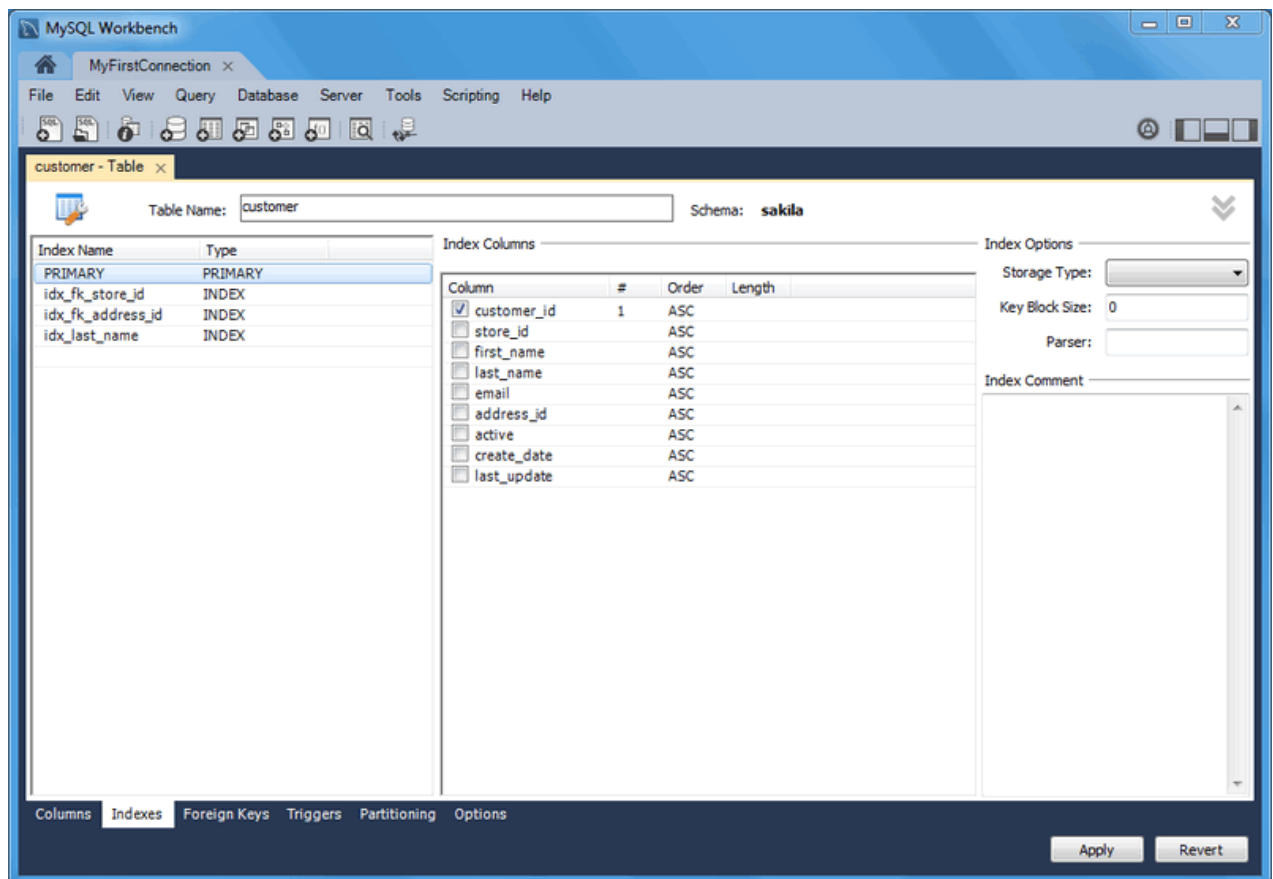 MySQL Workbench
MyFirstConnection ×
File Edit View Query Database Server Tools Scripting Help
customer - Table ×
Table Name: customer Schema: sakila
Index Name Type
PRIMARY PRIMARY
idx_fk_store_id INDEX
idx_fk_address_id INDEX
idx_last_name INDEX
Index Columns
Column # Order Length
customer_id 1 ASC
store_id ASC
first_name ASC
last_name ASC
email ASC
address_id ASC
active ASC
create_date ASC
last_update ASC
Index Options
Storage Type:
Key Block Size: 0
Parser:
Index Comment
Columns Indexes Foreign Keys Triggers Partitioning Options
Apply Revert